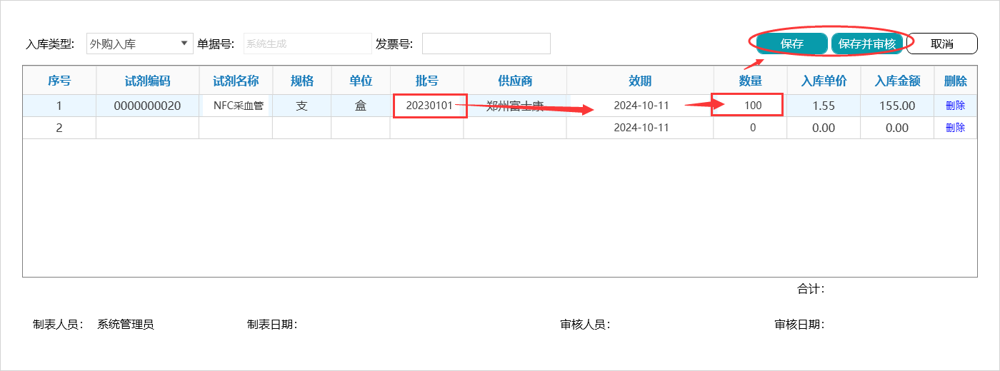 入库类型: 外购入库 单据号: 系统生成 发票号: 保存 保存并审核 取消
序号 试剂编码 试剂名称 规格 单位 批号 供应商 效期 数量 入库单价 入库金额 删除
1 0000000020 NFC采血管 支 盒 20230101 郑州富士康 2024-10-11 100 1.55 155.00 删除
2 2024-10-11 0 0.00 0.00 删除
合计:
制表人员: 系统管理员 制表日期: 审核人员: 审核日期: